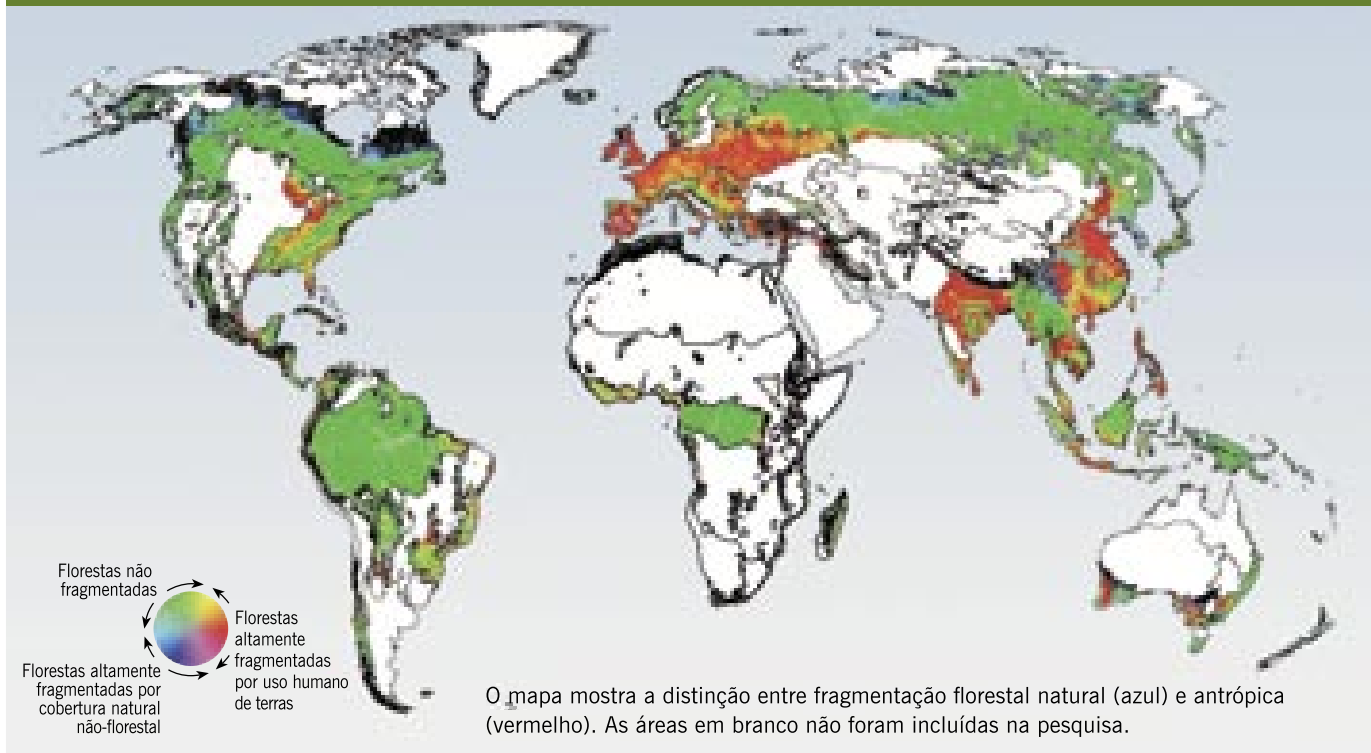 Florestas não
fragmentadas
Florestas
altamente
fragmentadas
por uso humano
de terras
Florestas altamente
fragmentadas por
cobertura natural
não-florestal
O mapa mostra a distinção entre fragmentação florestal natural (azul) e antrópica
(vermelho). As áreas em branco não foram incluídas na pesquisa.